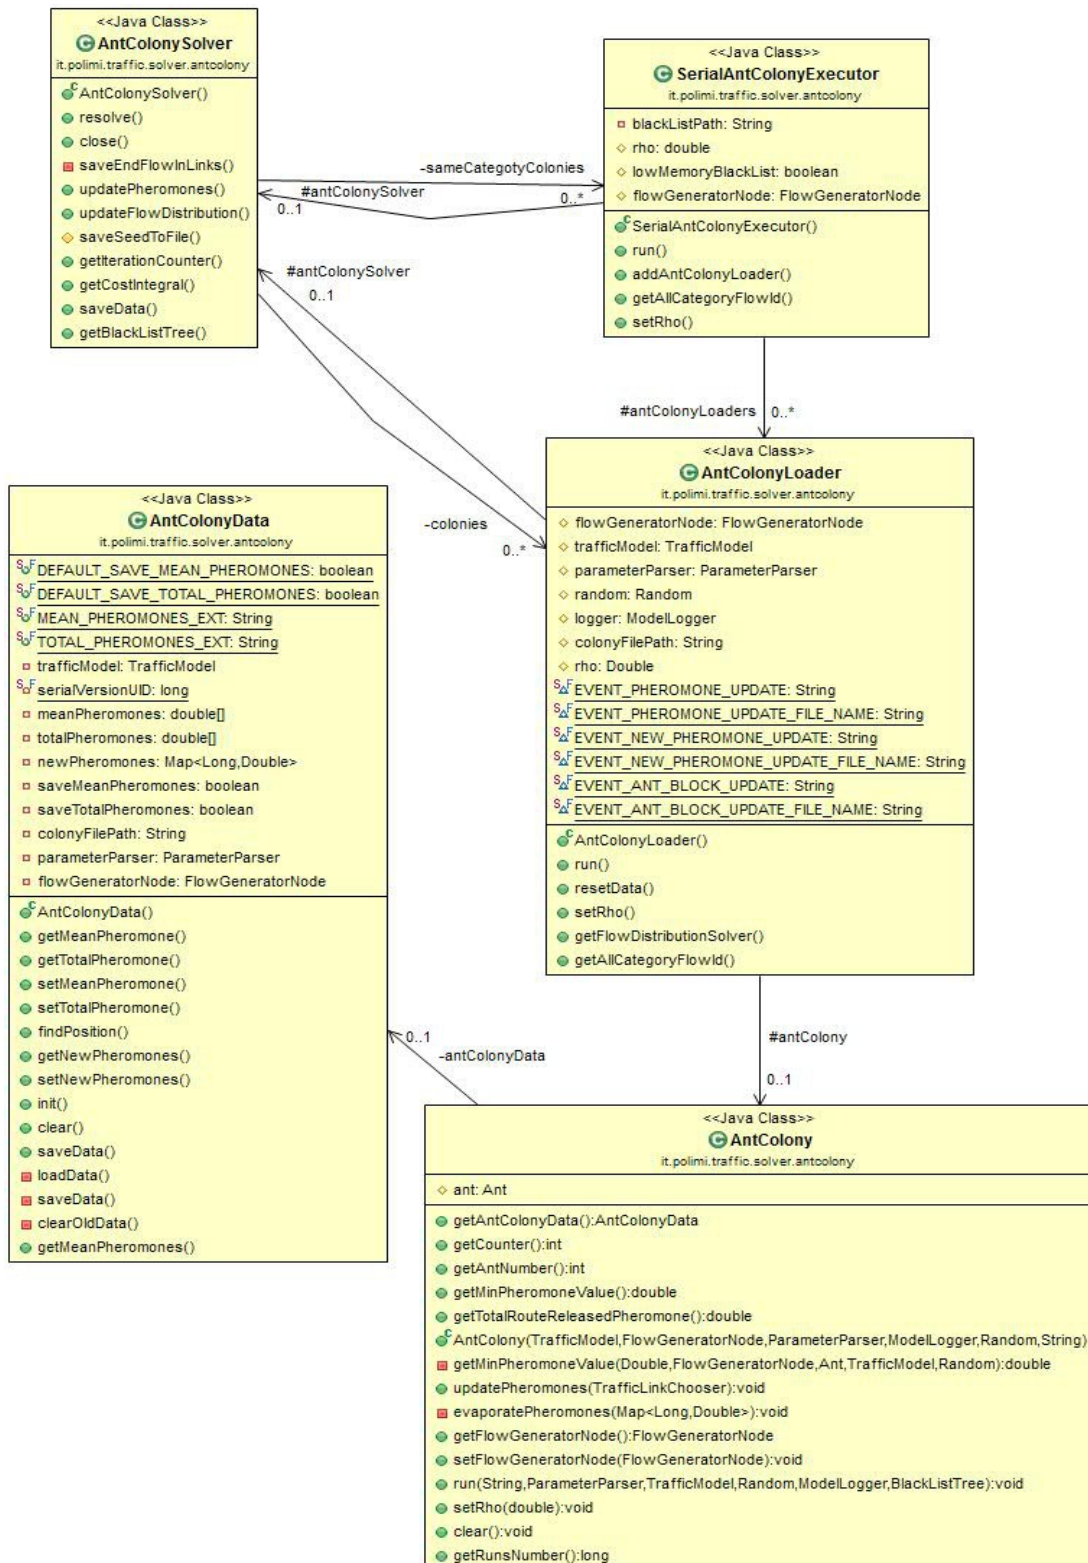 <<Java Class>>
AntColonySolver
it.polimi.traffic.solver.antcolony
AntColonySolver()
resolve()
close()
saveEndFlowInLinks()
updatePheromones()
updateFlowDistribution()
saveSeedToFile()
getIterationCounter()
getCostIntegral()
saveData()
getBlackListTree()
<<Java Class>>
SerialAntColonyExecutor
it.polimi.traffic.solver.antcolony
blackListPath: String
rho: double
lowMemoryBlackList: boolean
flowGeneratorNode: FlowGeneratorNode
SerialAntColonyExecutor()
run()
addAntColonyLoader()
getAllCategoryFlowId()
setRho()
-sameCategotyColonies
0..*
#antColonySolver
0..1
#antColonySolver
0..1
#antColonyLoaders
0..*
-colonies
0..*
<<Java Class>>
AntColonyLoader
it.polimi.traffic.solver.antcolony
flowGeneratorNode: FlowGeneratorNode
trafficModel: TrafficModel
parameterParser: ParameterParser
random: Random
logger: ModelLogger
colonyFilePath: String
rho: Double
SF EVENT_PHEROMONE_UPDATE: String
SF EVENT_PHEROMONE_UPDATE_FILE_NAME: String
SF EVENT_NEW_PHEROMONE_UPDATE: String
SF EVENT_NEW_PHEROMONE_UPDATE_FILE_NAME: String
SF EVENT_ANT_BLOCK_UPDATE: String
SF EVENT_ANT_BLOCK_UPDATE_FILE_NAME: String
AntColonyLoader()
run()
resetData()
setRho()
getFlowDistributionSolver()
getAllCategoryFlowId()
<<Java Class>>
AntColonyData
it.polimi.traffic.solver.antcolony
SF DEFAULT_SAVE_MEAN_PHEROMONES: boolean
SF DEFAULT_SAVE_TOTAL_PHEROMONES: boolean
SF MEAN_PHEROMONES_EXT: String
SF TOTAL_PHEROMONES_EXT: String
trafficModel: TrafficModel
SF serialVersionUID: long
meanPheromones: double[]
totalPheromones: double[]
newPheromones: Map<Long,Double>
saveMeanPheromones: boolean
saveTotalPheromones: boolean
colonyFilePath: String
parameterParser: ParameterParser
flowGeneratorNode: FlowGeneratorNode
AntColonyData()
getMeanPheromone()
getTotalPheromone()
setMeanPheromone()
setTotalPheromone()
findPosition()
getNewPheromones()
setNewPheromones()
init()
clear()
saveData()
loadData()
saveData()
clearOldData()
getMeanPheromones()
0..1
-antColonyData
#antColony
0..1
<<Java Class>>
AntColony
it.polimi.traffic.solver.antcolony
ant: Ant
getAntColonyData():AntColonyData
getCounter():int
getAntNumber():int
getMinPheromoneValue():double
getTotalRouteReleasedPheromone():double
AntColony(TrafficModel,FlowGeneratorNode,ParameterParser,ModelLogger,Random,String)
getMinPheromoneValue(Double,FlowGeneratorNode,Ant,TrafficModel,Random):double
updatePheromones(TrafficLinkChooser):void
evaporatePheromones(Map<Long,Double>):void
getFlowGeneratorNode():FlowGeneratorNode
setFlowGeneratorNode(FlowGeneratorNode):void
run(String,ParameterParser,TrafficModel,Random,ModelLogger,BlackListTree):void
setRho(double):void
clear():void
getRunsNumber():long